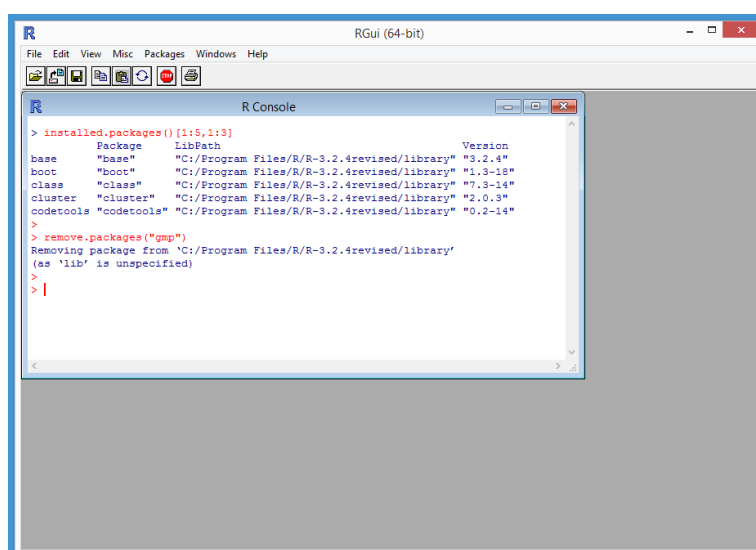 R
RGui (64-bit)
File Edit View Misc Packages Windows Help
STOP
R
R Console
> installed.packages()[1:5,1:3]
Package LibPath Version
base "base" "C:/Program Files/R/R-3.2.4revised/library" "3.2.4"
boot "boot" "C:/Program Files/R/R-3.2.4revised/library" "1.3-18"
class "class" "C:/Program Files/R/R-3.2.4revised/library" "7.3-14"
cluster "cluster" "C:/Program Files/R/R-3.2.4revised/library" "2.0.3"
codetools "codetools" "C:/Program Files/R/R-3.2.4revised/library" "0.2-14"
>
> remove.packages("gmp")
Removing package from ‘C:/Program Files/R/R-3.2.4revised/library’
(as ‘lib’ is unspecified)
>
>